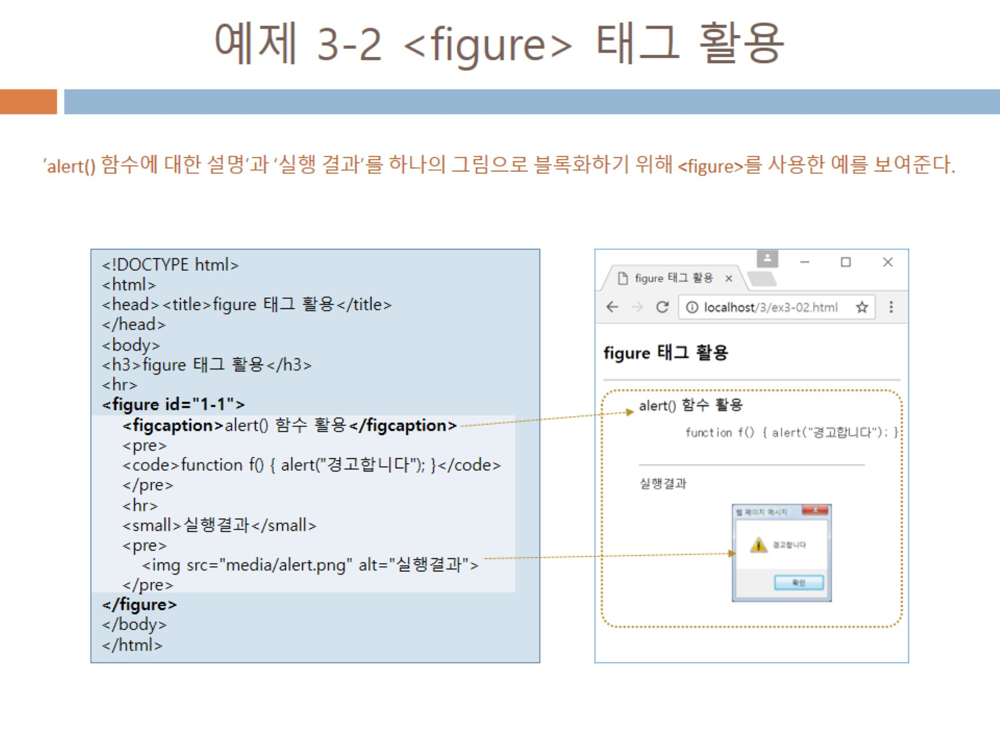 예제 3-2 <figure> 태그 활용
‘alert() 함수에 대한 설명’과 ‘실행 결과’를 하나의 그림으로 블록화하기 위해 <figure>를 사용한 예를 보여준다.
<!DOCTYPE html>
<html>
<head><title>figure 태그 활용</title>
</head>
<body>
<h3>figure 태그 활용</h3>
<hr>
<figure id="1-1">
<figcaption>alert() 함수 활용</figcaption>
<pre>
<code>function f() { alert("경고합니다"); }</code>
</pre>
<hr>
<small>실행결과</small>
<pre>
<img src="media/alert.png" alt="실행결과">
</pre>
</figure>
</body>
</html>
figure 태그 활용
localhost/3/ex3-02.html
figure 태그 활용
alert() 함수 활용
function f() { alert("경고합니다"); }
실행결과
웹 페이지 메시지
경고합니다
확인